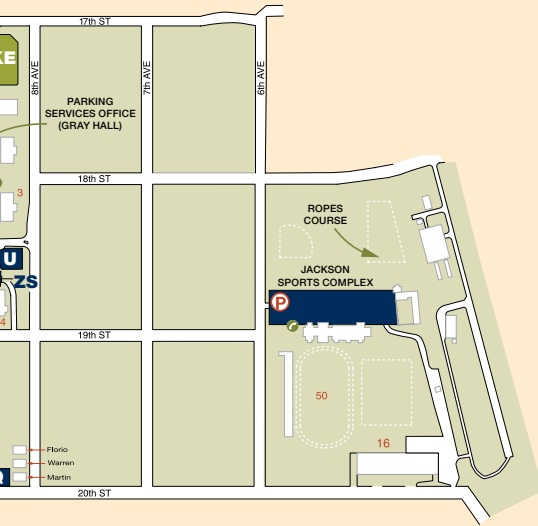 17th ST
KE
8th AVE
7th AVE
6th AVE
PARKING
SERVICES OFFICE
(GRAY HALL)
18th ST
3
ROPES
COURSE
U
ZS
JACKSON
SPORTS COMPLEX
P
4
19th ST
50
16
Florio
Warren
Martin
20th ST